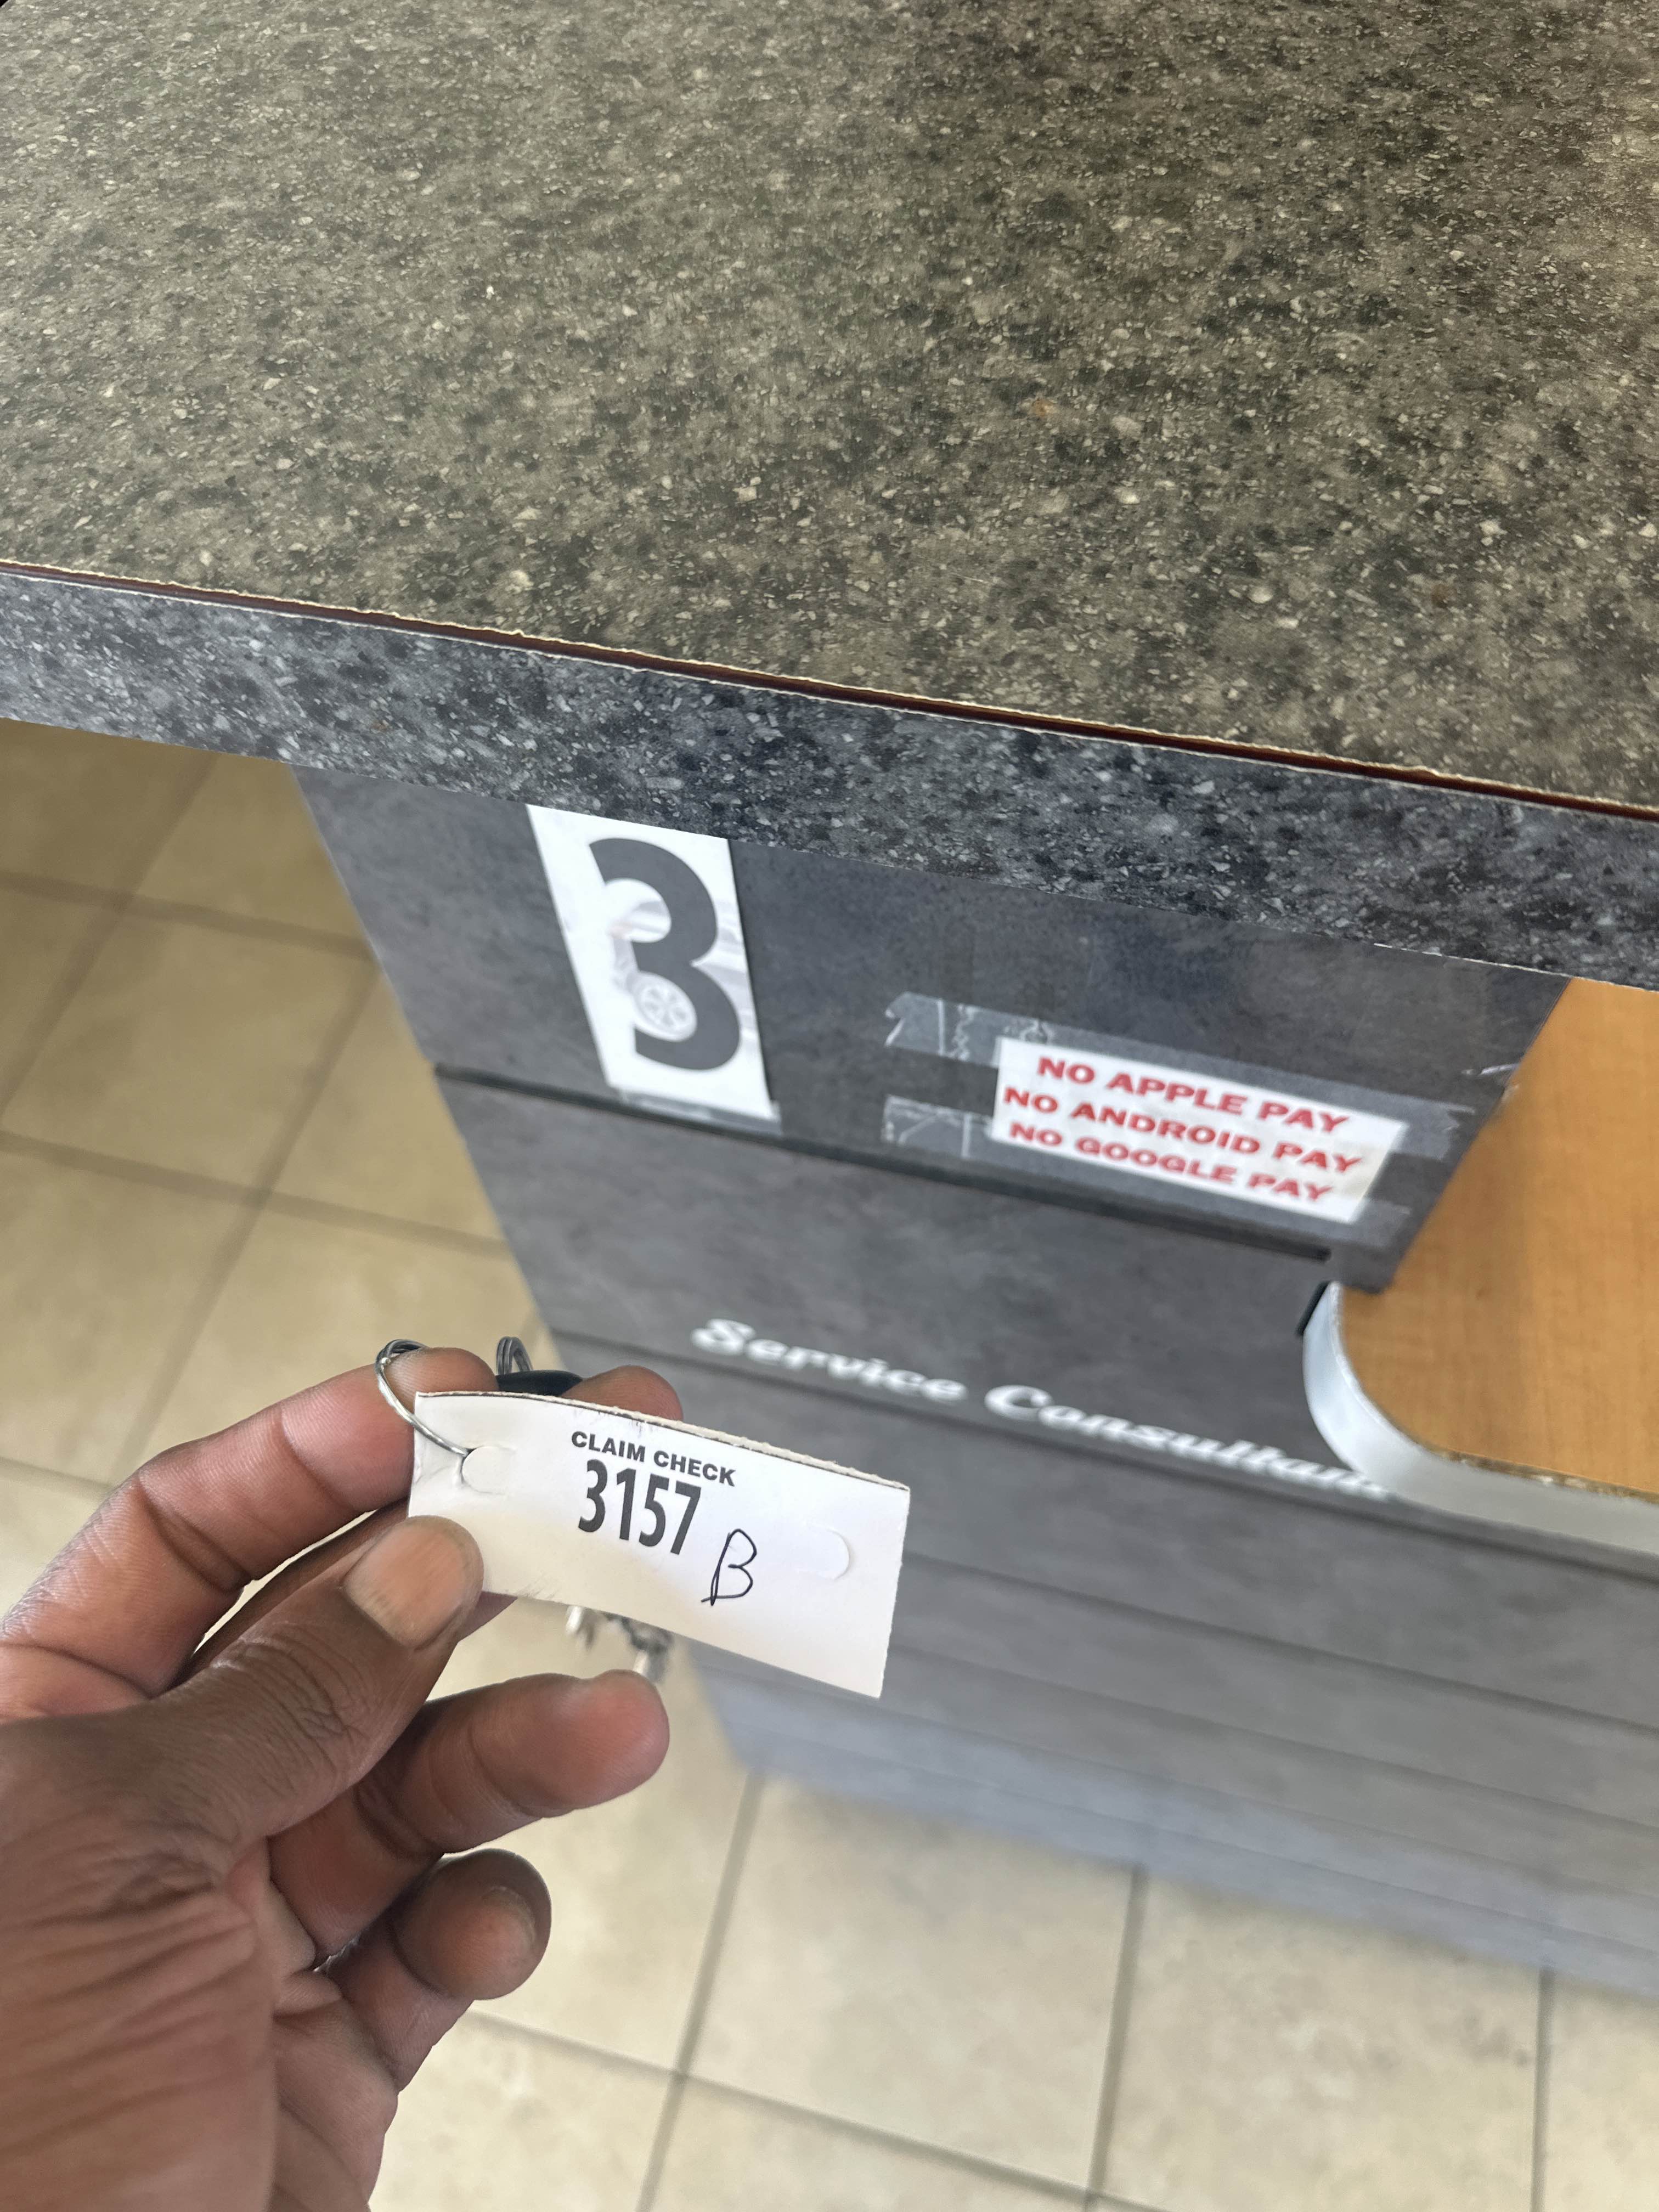 3
NO APPLE PAY
NO ANDROID PAY
NO GOOGLE PAY
Service Consultant
CLAIM CHECK
3157 B